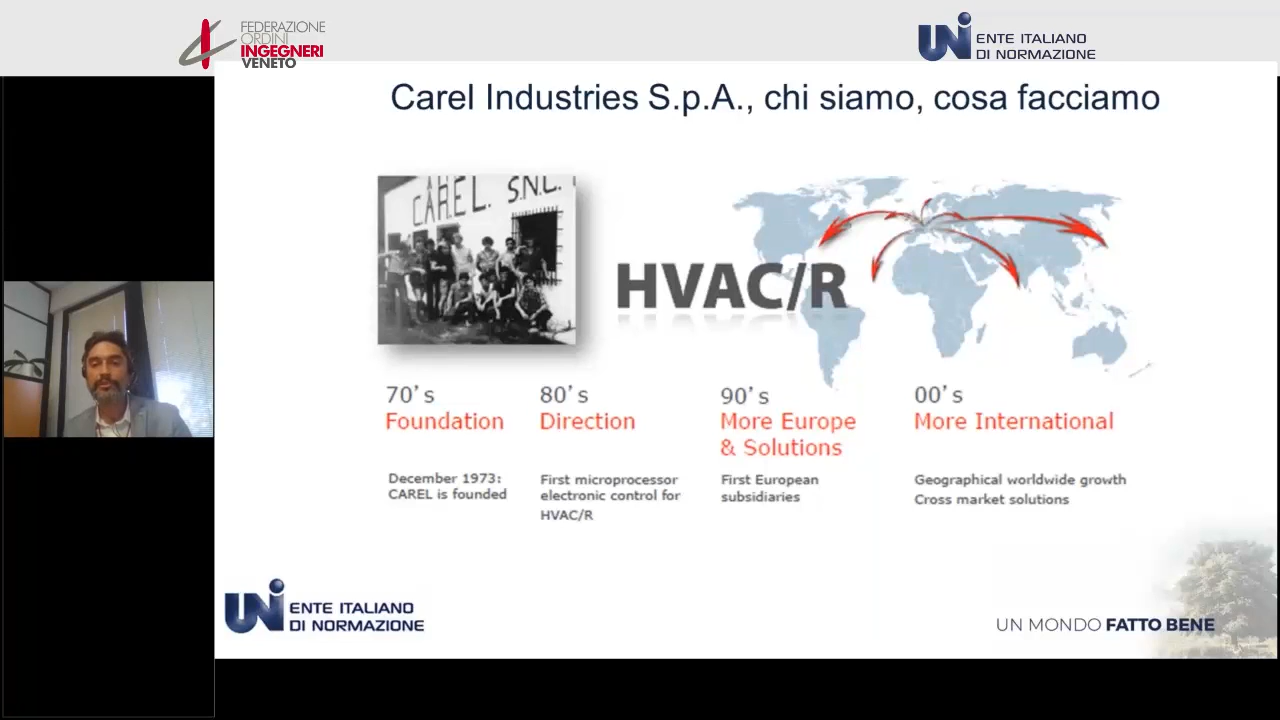 FEDERAZIONE
ORDINI
INGEGNERI
VENETO
UNI ENTE ITALIANO
DI NORMAZIONE
Carel Industries S.p.A., chi siamo, cosa facciamo
CAREL S.N.C.
HVAC/R
70's
Foundation
December 1973:
CAREL is founded
80's
Direction
First microprocessor
electronic control for
HVAC/R
90's
More Europe
& Solutions
First European
subsidiaries
00's
More International
Geographical worldwide growth
Cross market solutions
UNI ENTE ITALIANO
DI NORMAZIONE
UN MONDO FATTO BENE